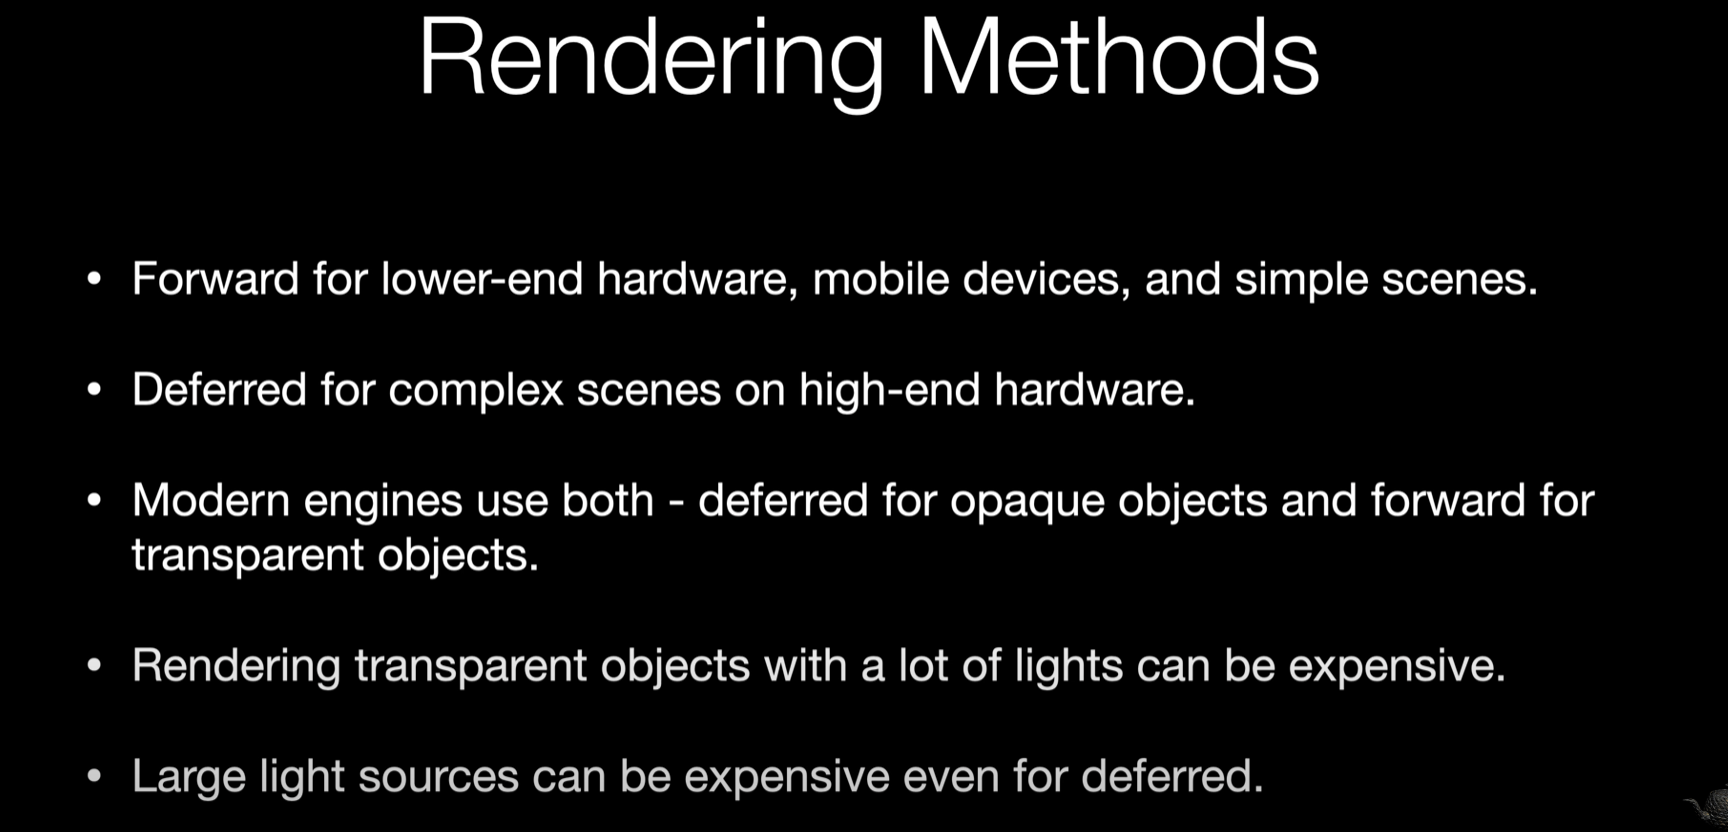 Rendering Methods
• Forward for lower-end hardware, mobile devices, and simple scenes.
• Deferred for complex scenes on high-end hardware.
• Modern engines use both - deferred for opaque objects and forward for
transparent objects.
• Rendering transparent objects with a lot of lights can be expensive.
• Large light sources can be expensive even for deferred.